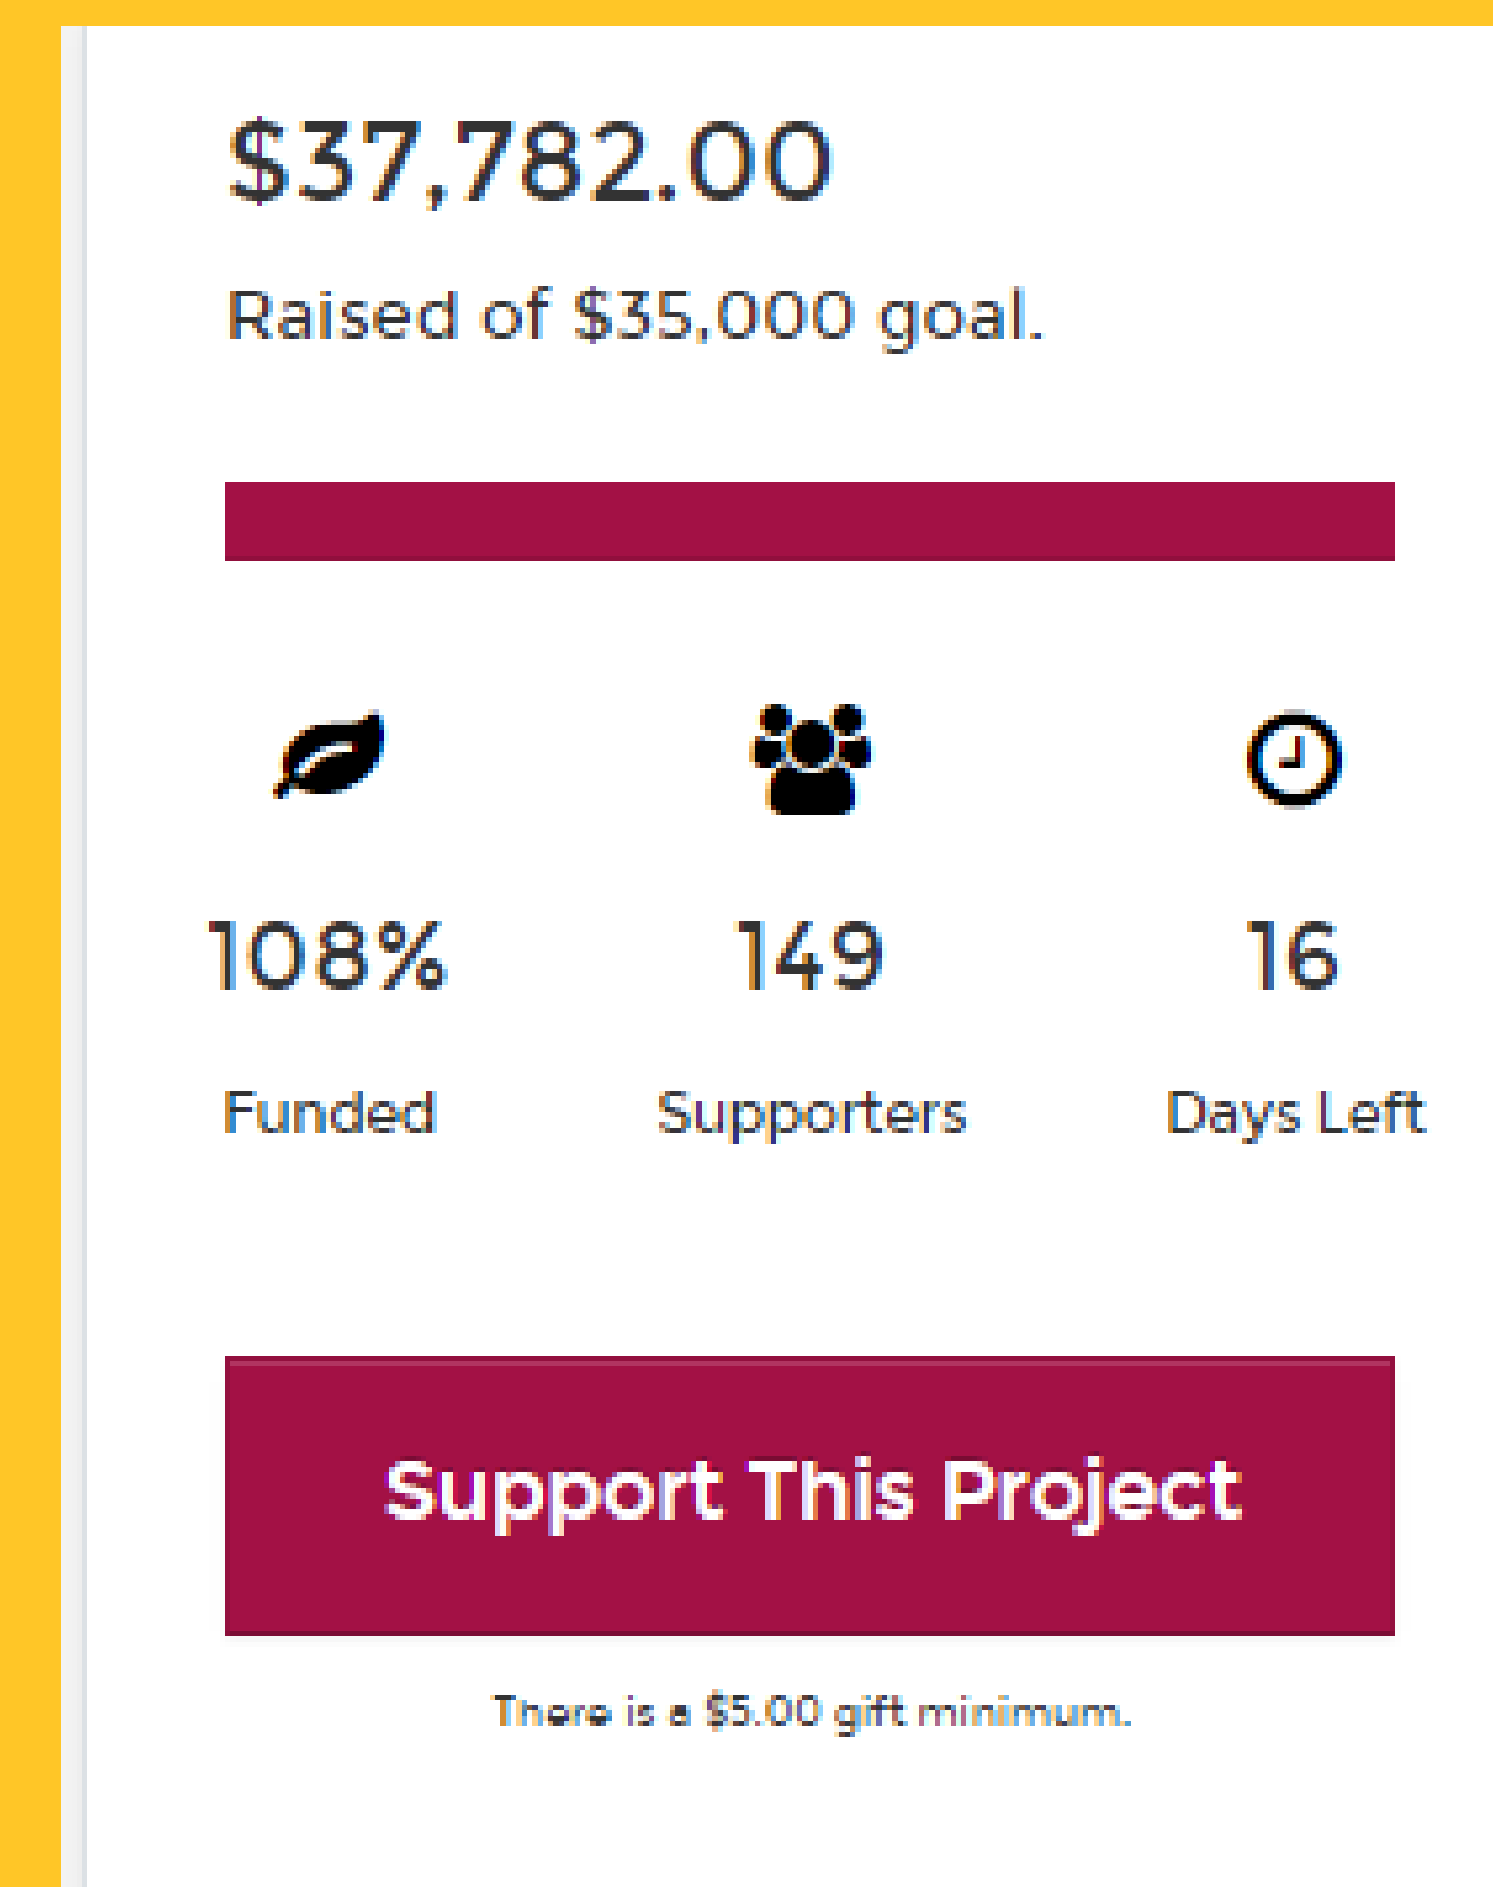 $37,782.00
Raised of $35,000 goal.
108% 149 16
Funded Supporters Days Left
Support This Project
There is a $5.00 gift minimum.